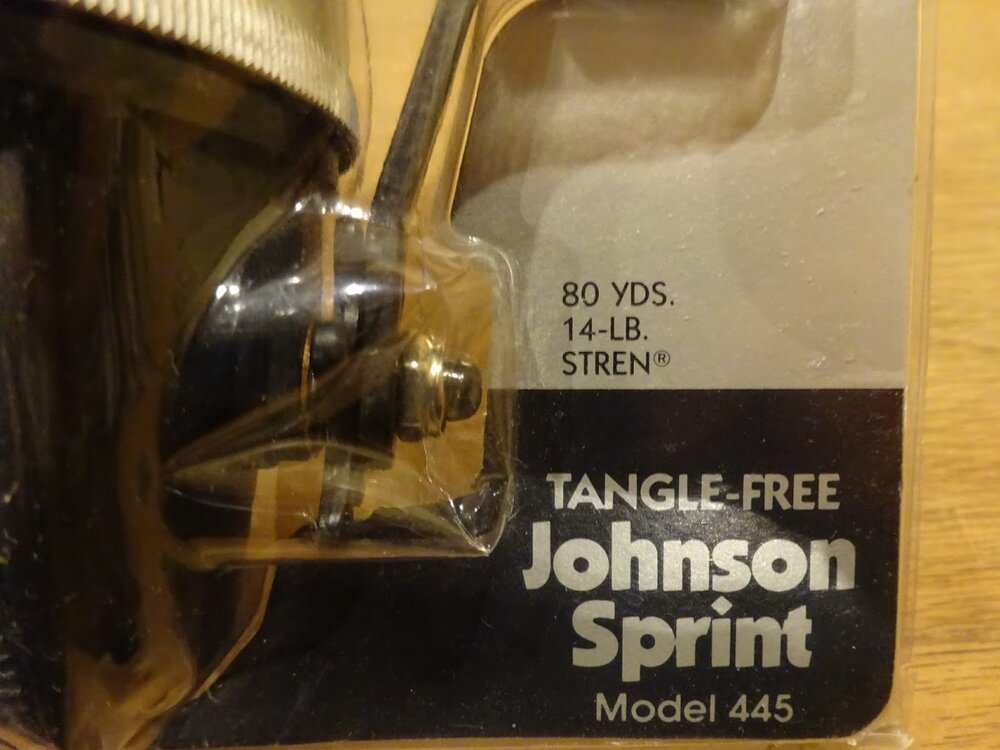 80 YDS.
14-LB.
STREN®
TANGLE-FREE
Johnson
Sprint
Model 445